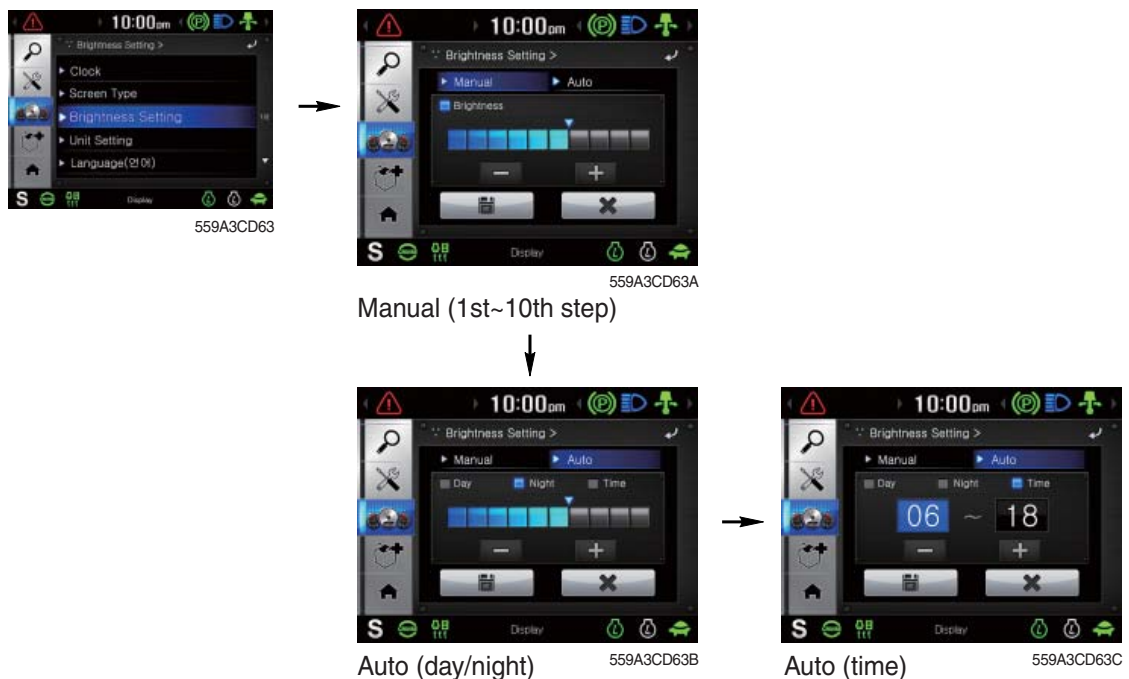 10:00pm
Brightness Setting >
Clock
Screen Type
Brightness Setting
Unit Setting
Language(언어)
S
Display
559A3CD63
10:00pm
Brightness Setting >
Manual
Auto
Brightness
S
Display
559A3CD63A
Manual (1st~10th step)
10:00pm
Brightness Setting >
Manual
Auto
Day
Night
Time
S
Display
559A3CD63B
Auto (day/night)
10:00pm
Brightness Setting >
Manual
Auto
Day
Night
Time
06 ~ 18
S
Display
559A3CD63C
Auto (time)